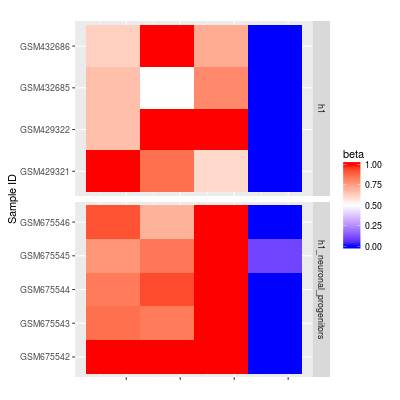 GSM432686
GSM432685
GSM429322
GSM429321
h1
GSM675546
GSM675545
GSM675544
GSM675543
GSM675542
h1_neuronal_progenitors
Sample ID
beta
1.00
0.75
0.50
0.25
0.00